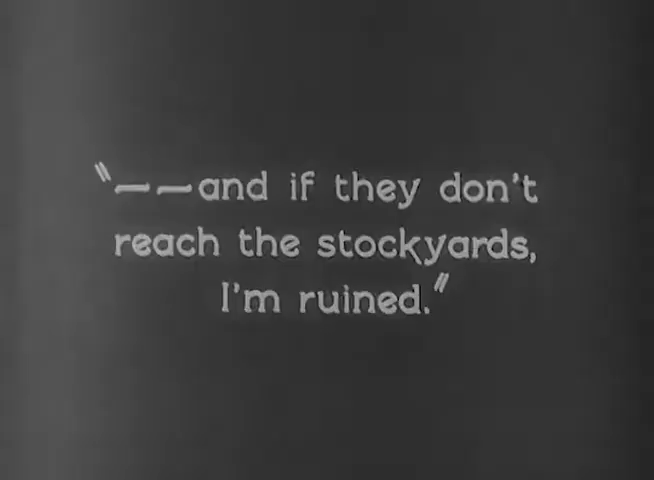 "——and if they don't
reach the stockyards,
I'm ruined."